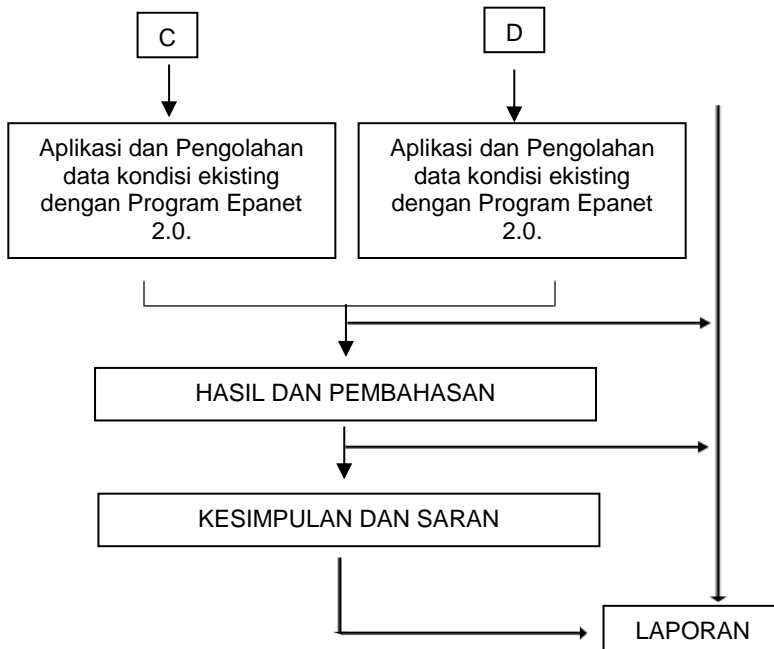 C
D
Aplikasi dan Pengolahan
data kondisi ekisting
dengan Program Epanet
2.0.
Aplikasi dan Pengolahan
data kondisi ekisting
dengan Program Epanet
2.0.
HASIL DAN PEMBAHASAN
KESIMPULAN DAN SARAN
LAPORAN